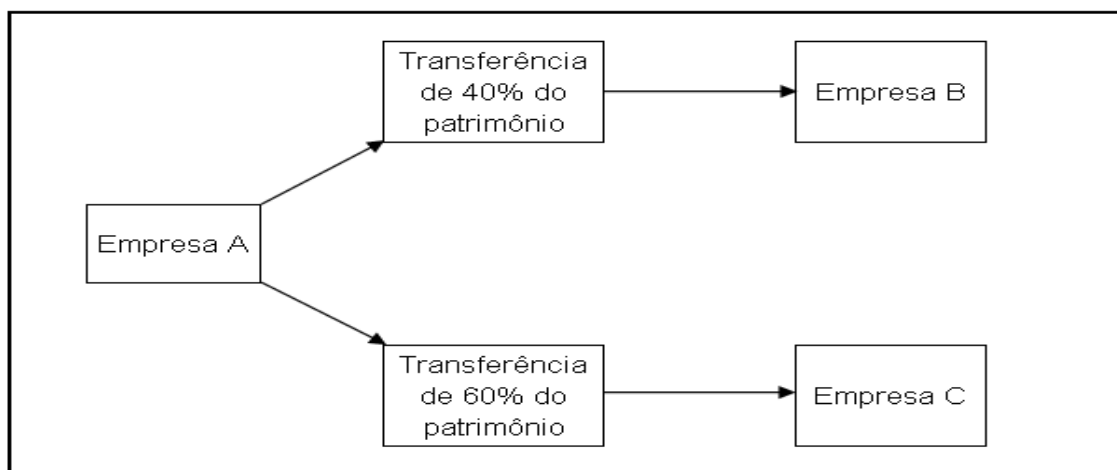 Transferência
de 40% do
patrimônio
Empresa B
Empresa A
Transferência
de 60% do
patrimônio
Empresa C